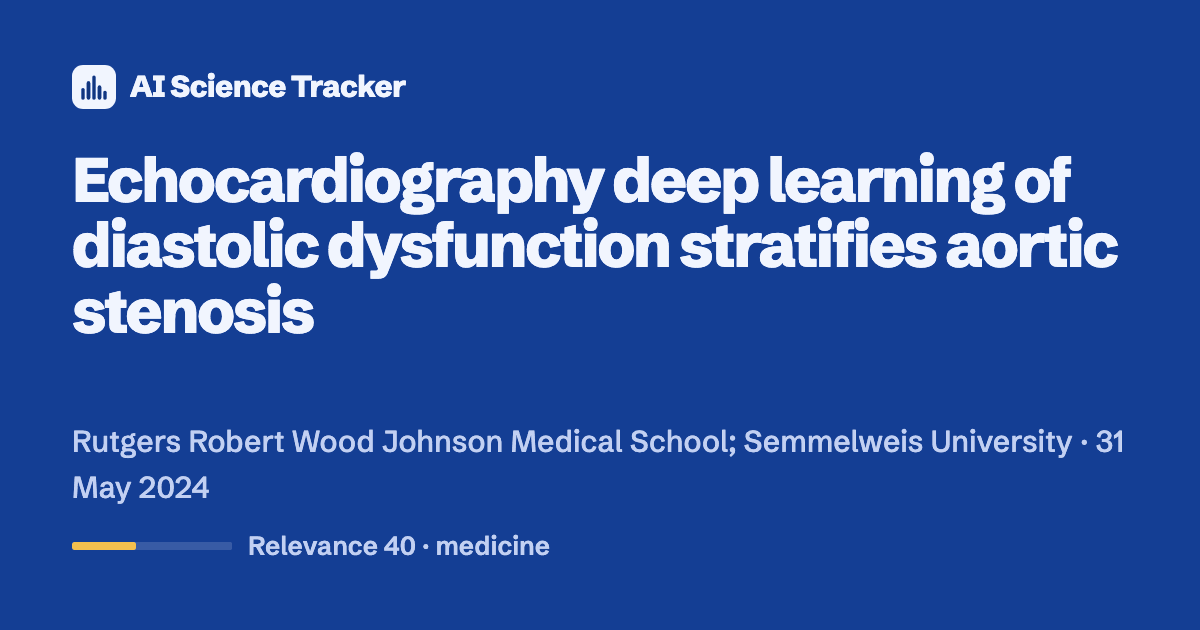 AI Science Tracker
Echocardiography deep learning of
diastolic dysfunction stratifies aortic
stenosis
Rutgers Robert Wood Johnson Medical School; Semmelweis University · 31
May 2024
Relevance 40 · medicine